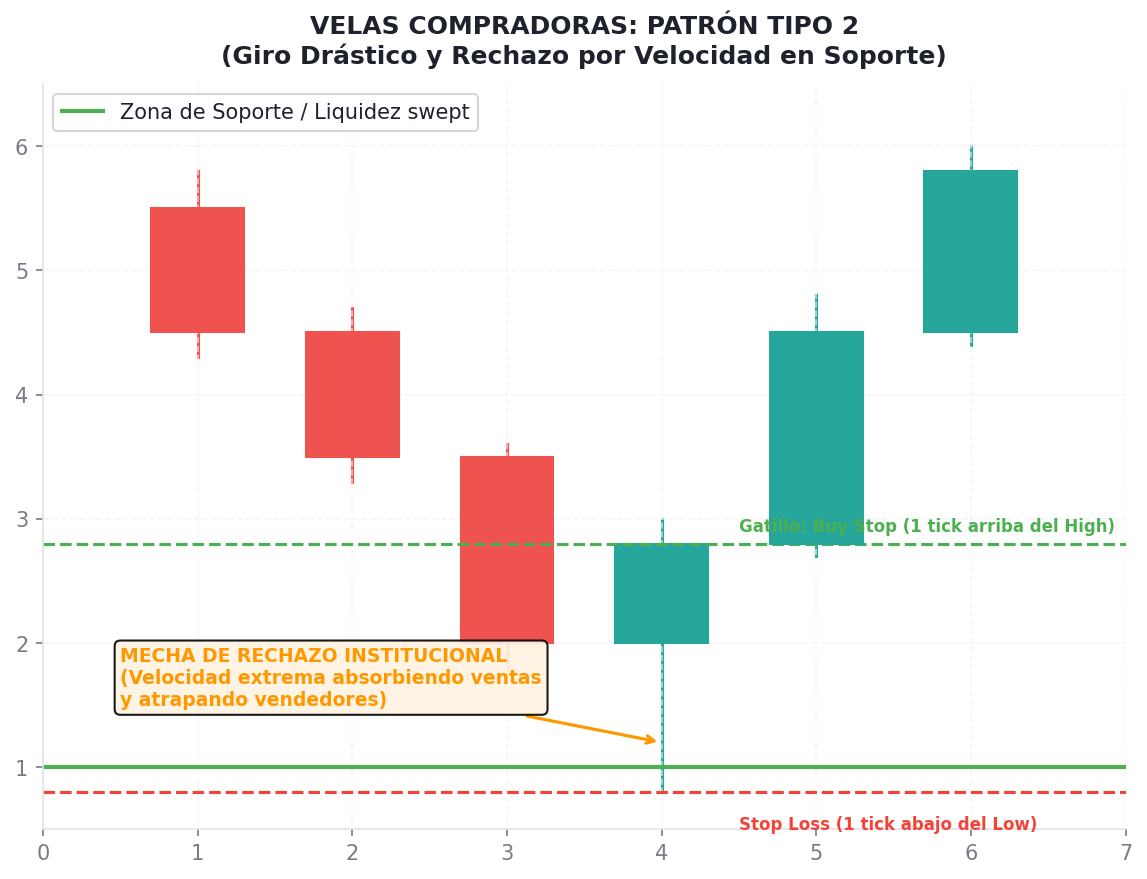 VELAS COMPRADORAS: PATRÓN TIPO 2
(Giro Drástico y Rechazo por Velocidad en Soporte)
Zona de Soporte / Liquidez swept
6
5
4
3
Gatillo: Buy Stop (1 tick arriba del High)
2
MECHA DE RECHAZO INSTITUCIONAL
(Velocidad extrema absorbiendo ventas
y atrapando vendedores)
1
Stop Loss (1 tick abajo del Low)
0 1 2 3 4 5 6 7